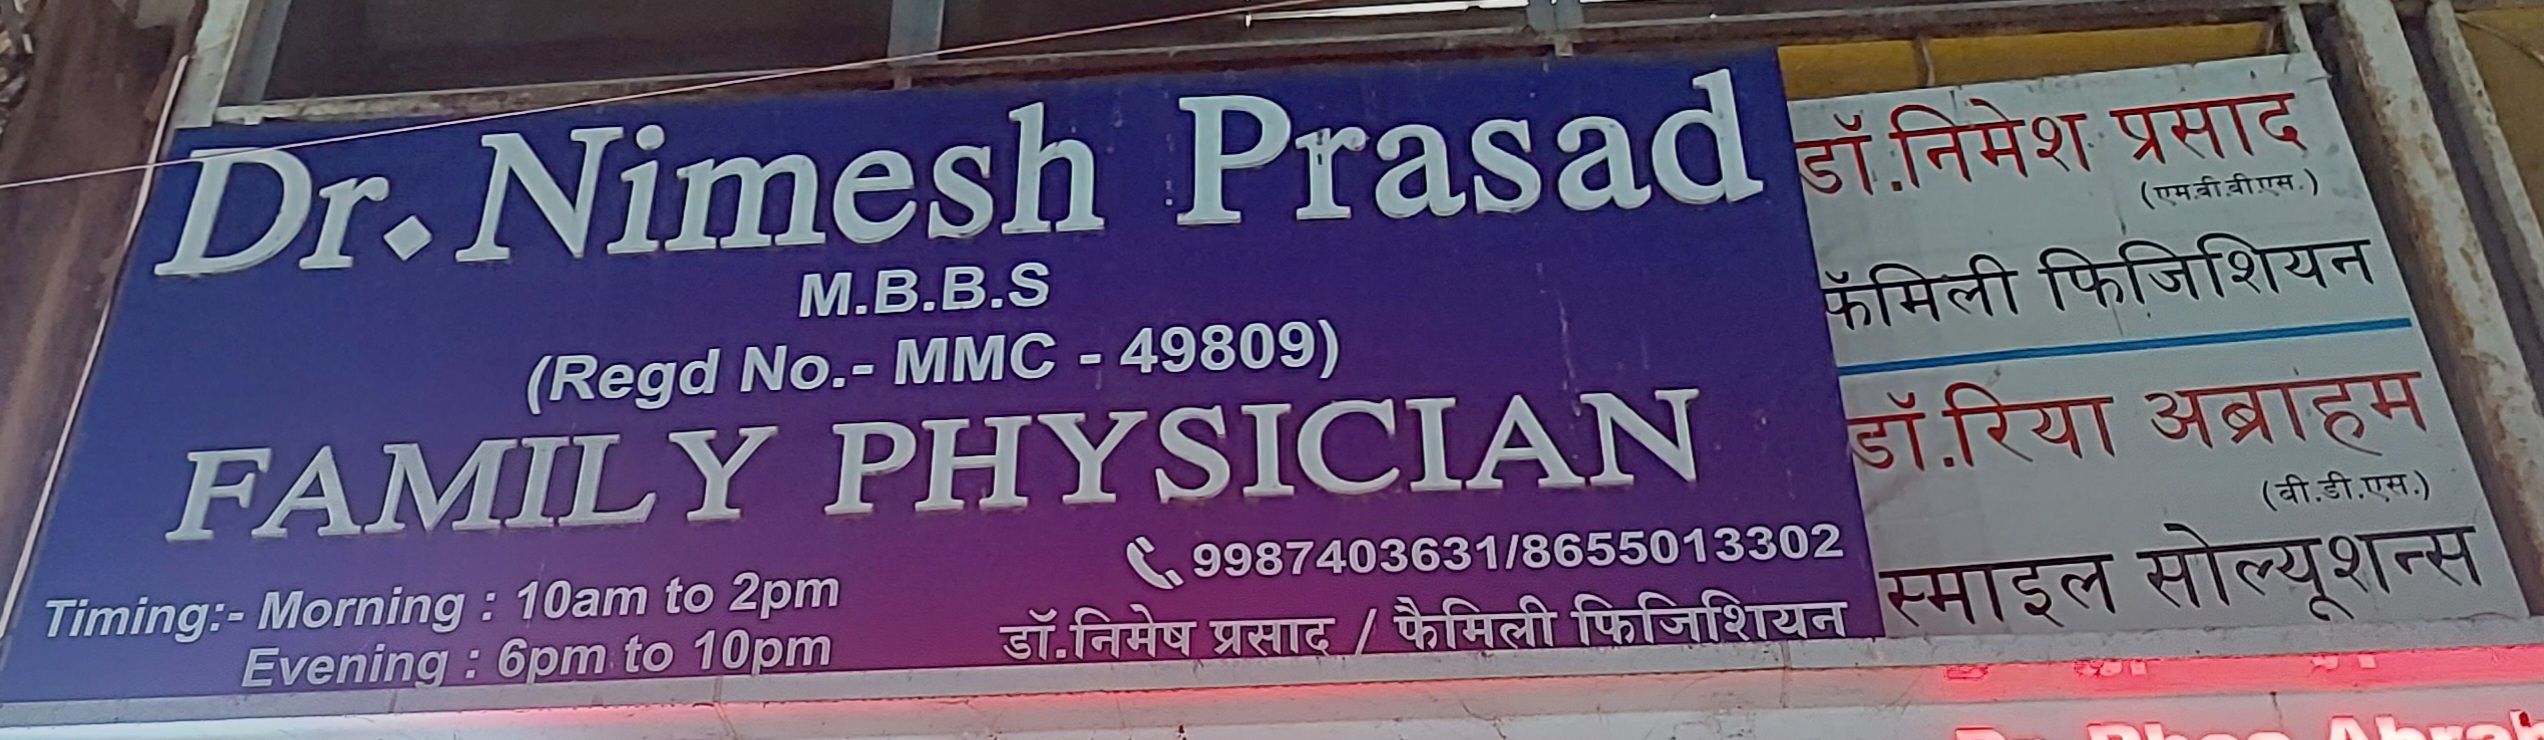 Dr. Nimesh Prasad
M.B.B.S
(Regd No.- MMC - 49809)
FAMILY PHYSICIAN
9987403631/8655013302
Timing:- Morning : 10am to 2pm
Evening : 6pm to 10pm
डॉ.निमेष प्रसाद / फैमिली फिजिशियन
डॉ.निमेश प्रसाद
(एम.बी.बी.एस.)
फॅमिली फिजिशियन
डॉ.रिया अब्राहम
(बी.डी.एस.)
स्माइल सोल्यूशन्स